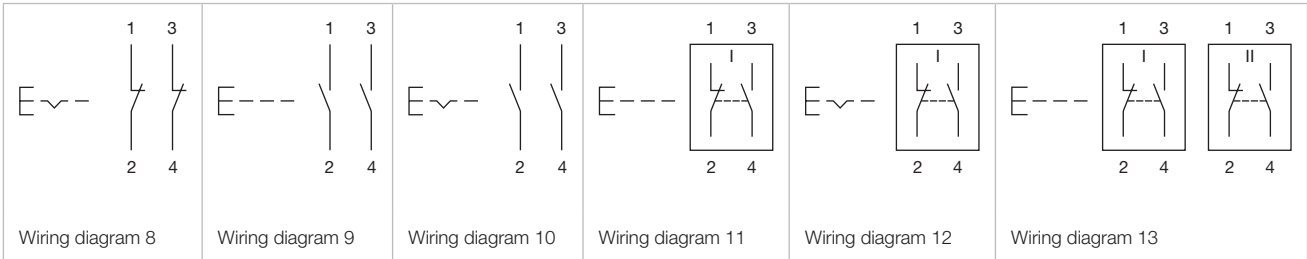 1 3
2 4
Wiring diagram 8
1 3
2 4
Wiring diagram 9
1 3
2 4
Wiring diagram 10
1 3
I
2 4
Wiring diagram 11
1 3
I
2 4
Wiring diagram 12
1 3 1 3
I II
2 4 2 4
Wiring diagram 13